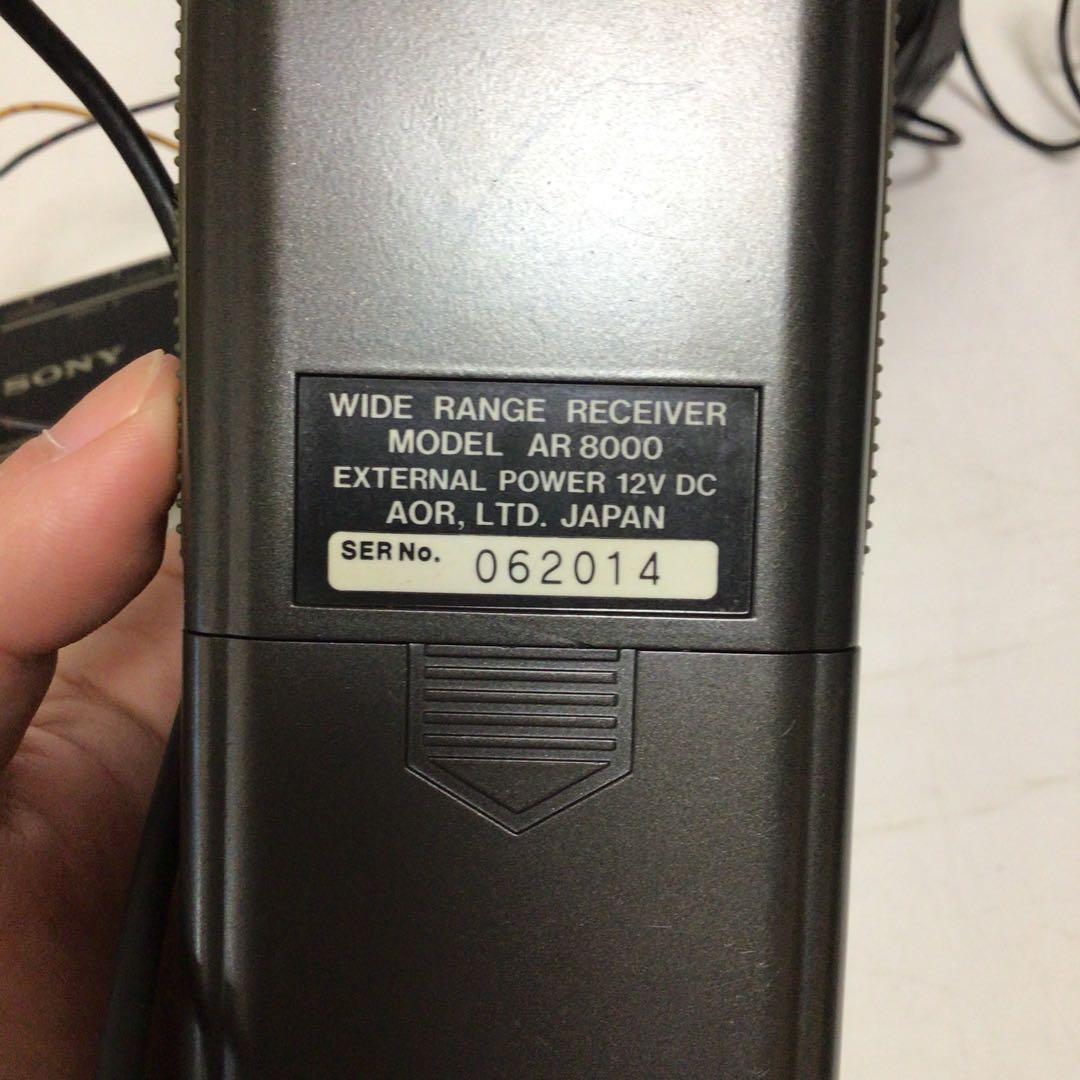 SONY
WIDE RANGE RECEIVER
MODEL AR 8000
EXTERNAL POWER 12V DC
AOR, LTD. JAPAN
SER No. 062014